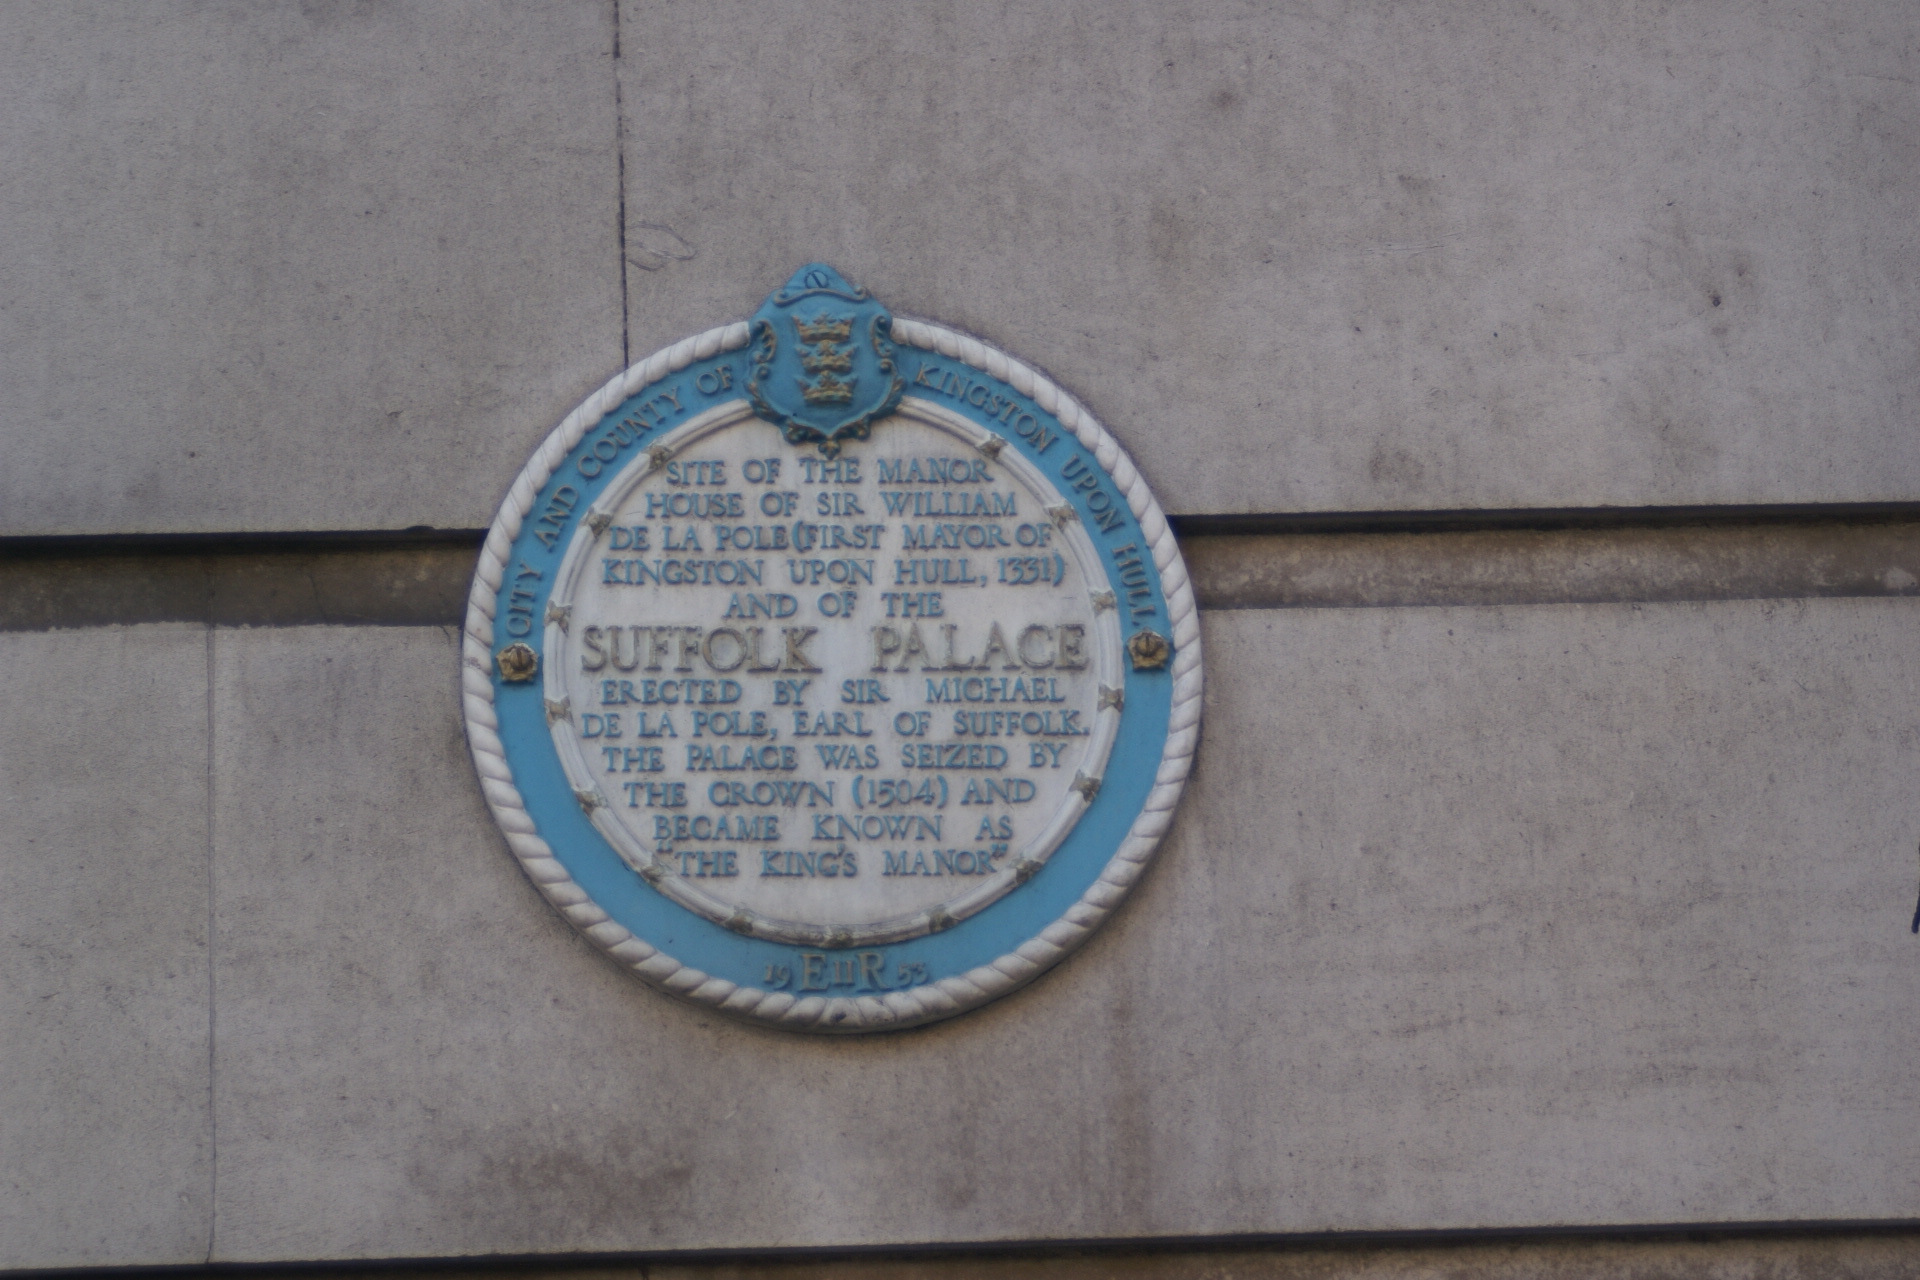 CITY AND COUNTY OF KINGSTON UPON HULL
SITE OF THE MANOR
HOUSE OF SIR WILLIAM
DE LA POLE (FIRST MAYOR OF
KINGSTON UPON HULL, 1331)
AND OF THE
SUFFOLK PALACE
ERECTED BY SIR MICHAEL
DE LA POLE, EARL OF SUFFOLK.
THE PALACE WAS SEIZED BY
THE CROWN (1504) AND
BECAME KNOWN AS
"THE KING'S MANOR"
19 EIIR 53